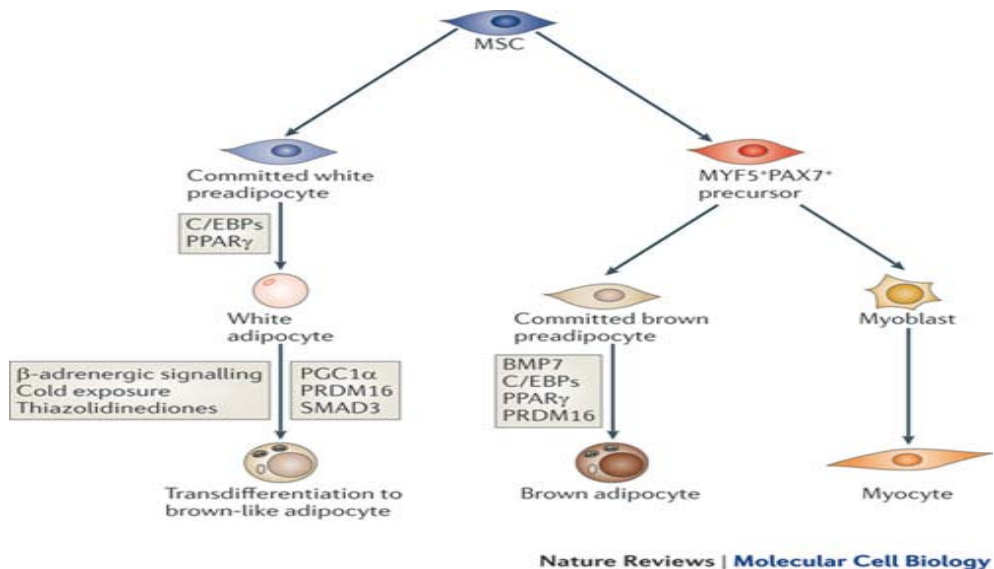 MSC
Committed white
preadipocyte
MYF5⁺PAX7⁺
precursor
C/EBPs
PPARγ
White
adipocyte
Committed brown
preadipocyte
Myoblast
β-adrenergic signalling
Cold exposure
Thiazolidinediones
PGC1α
PRDM16
SMAD3
BMP7
C/EBPs
PPARγ
PRDM16
Transdifferentiation to
brown-like adipocyte
Brown adipocyte
Myocyte
Nature Reviews | Molecular Cell Biology